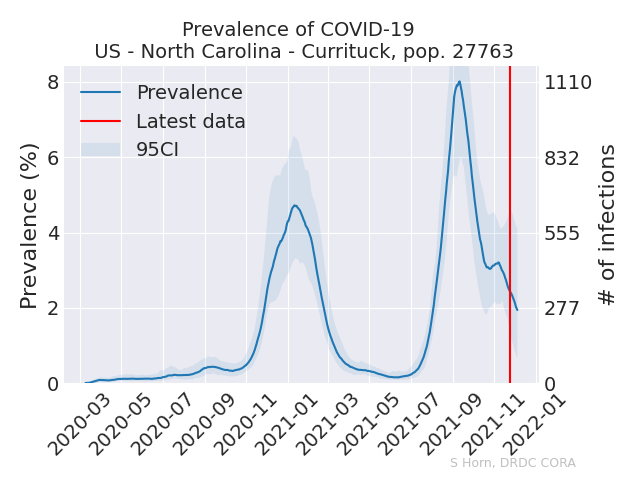 Prevalence of COVID-19
US - North Carolina - Currituck, pop. 27763
Prevalence (%)
8
6
4
2
0
Prevalence
Latest data
95CI
1110
832
555
277
0
# of infections
2020-03
2020-05
2020-07
2020-09
2020-11
2021-01
2021-03
2021-05
2021-07
2021-09
2021-11
2022-01
S Horn, DRDC CORA